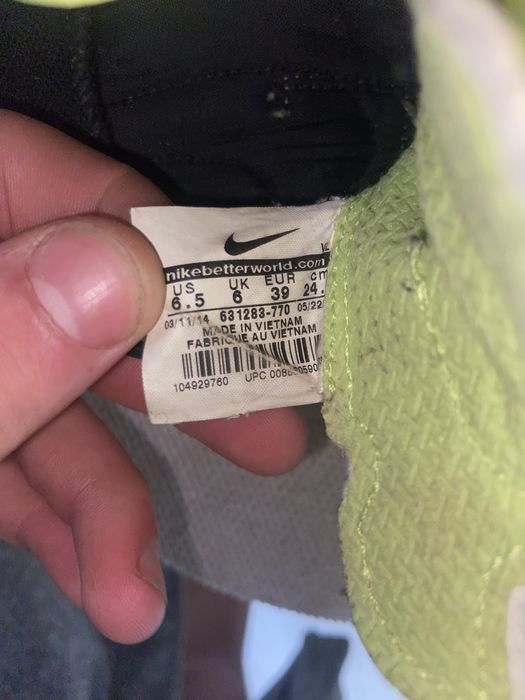 nikebetterworld.com
US UK EUR cm
6.5 6 39 24.
03/11/14 631283-770 05/22
MADE IN VIETNAM
FABRIQUE AU VIETNAM
104929760 UPC